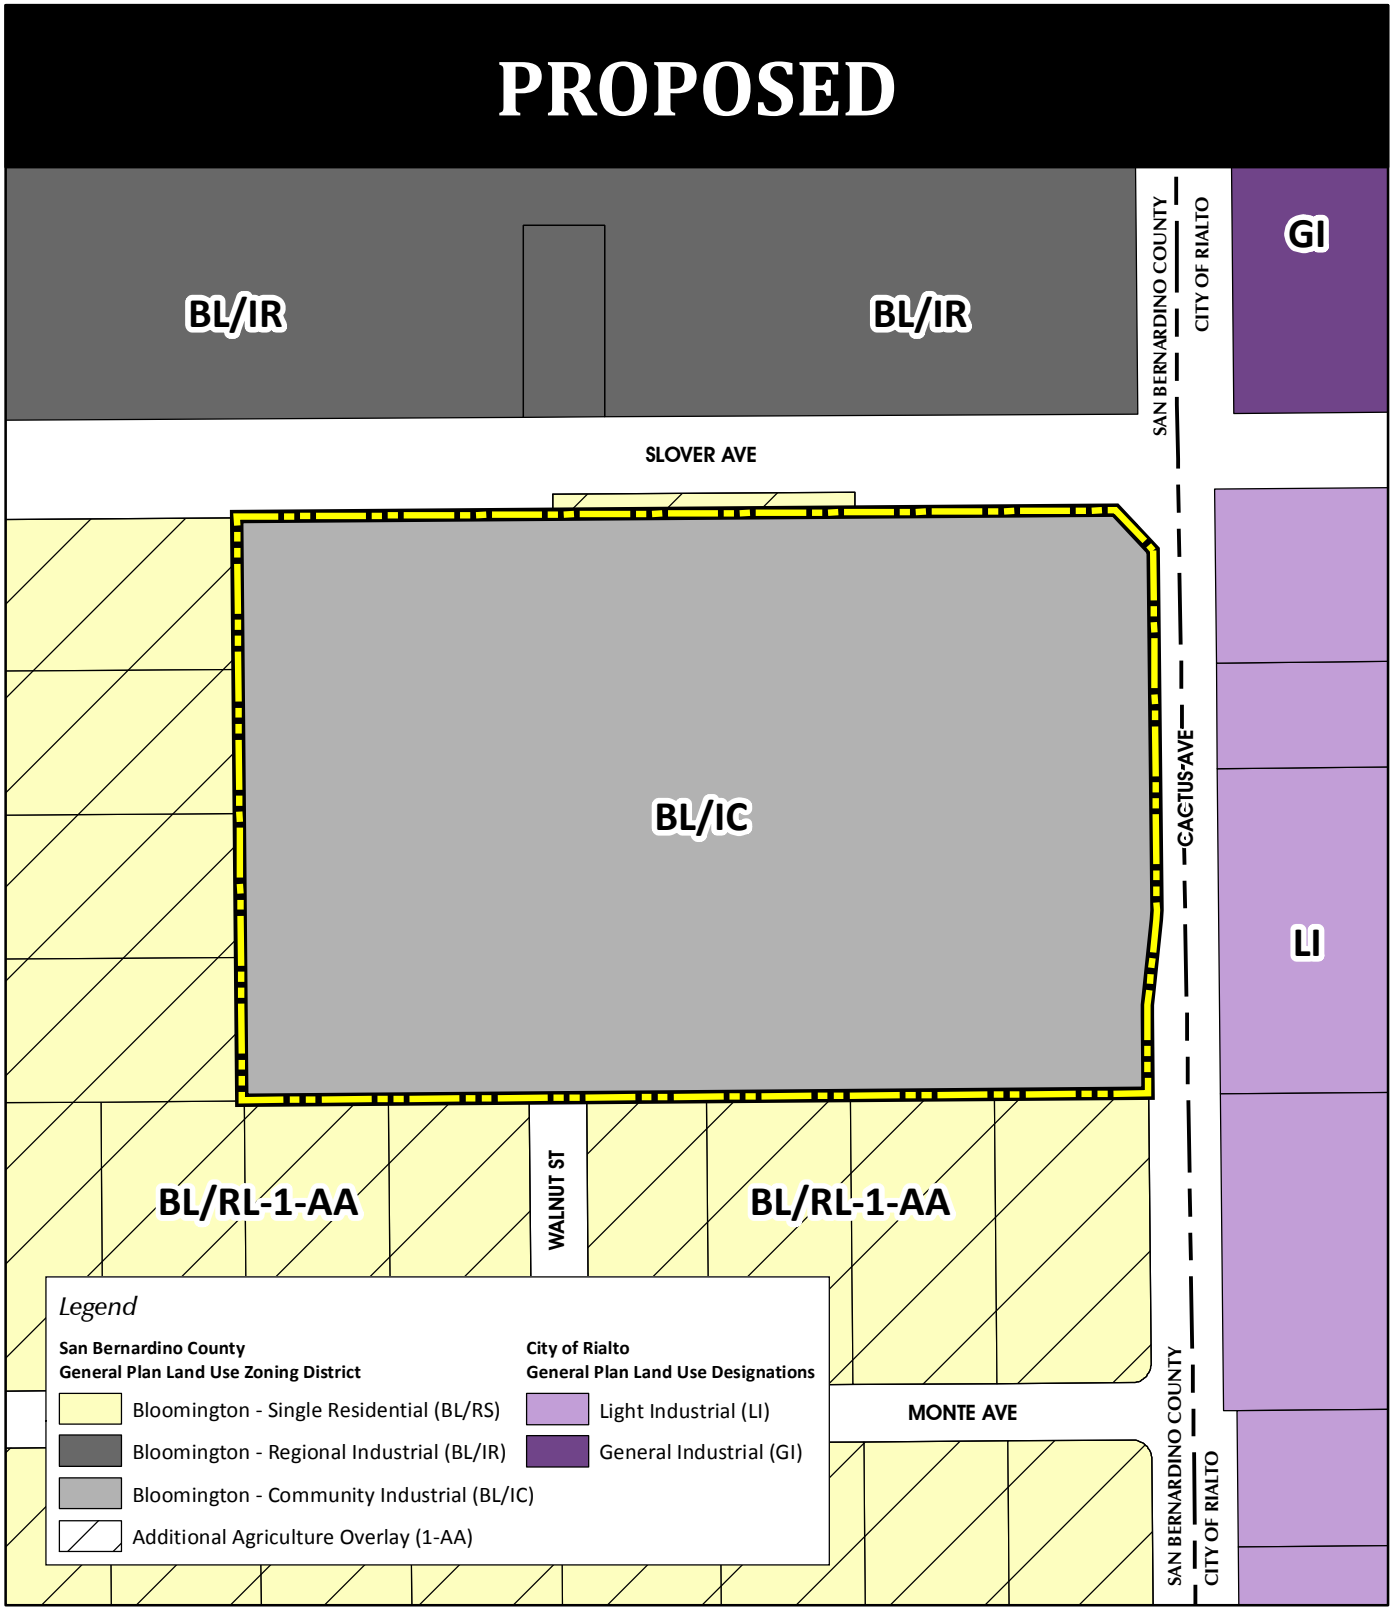 PROPOSED
GI
BL/IR
BL/IR
SAN BERNARDINO COUNTY
CITY OF RIALTO
SLOVER AVE
BL/IC
CACTUS AVE
LI
BL/RL-1-AA
WALNUT ST
BL/RL-1-AA
Legend
San Bernardino County
General Plan Land Use Zoning District
Bloomington - Single Residential (BL/RS)
Bloomington - Regional Industrial (BL/IR)
Bloomington - Community Industrial (BL/IC)
Additional Agriculture Overlay (1-AA)
City of Rialto
General Plan Land Use Designations
Light Industrial (LI)
General Industrial (GI)
MONTE AVE
SAN BERNARDINO COUNTY
CITY OF RIALTO